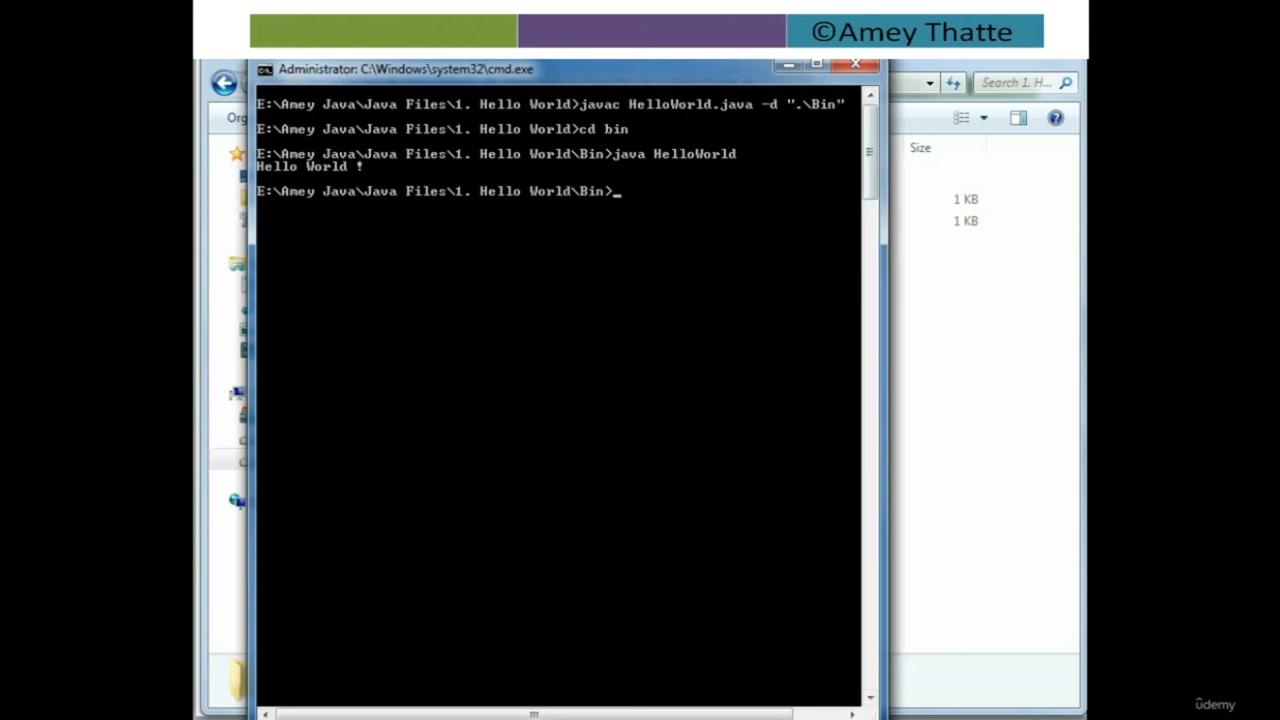 ©Amey Thatte
Administrator: C:\Windows\system32\cmd.exe
Search 1. H...
Org
Size
E:\Amey Java\Java Files\1. Hello World>javac HelloWorld.java -d ".\Bin"
E:\Amey Java\Java Files\1. Hello World>cd bin
E:\Amey Java\Java Files\1. Hello World\Bin>java HelloWorld
Hello World !
E:\Amey Java\Java Files\1. Hello World\Bin>_
1 KB
1 KB
ûdemy